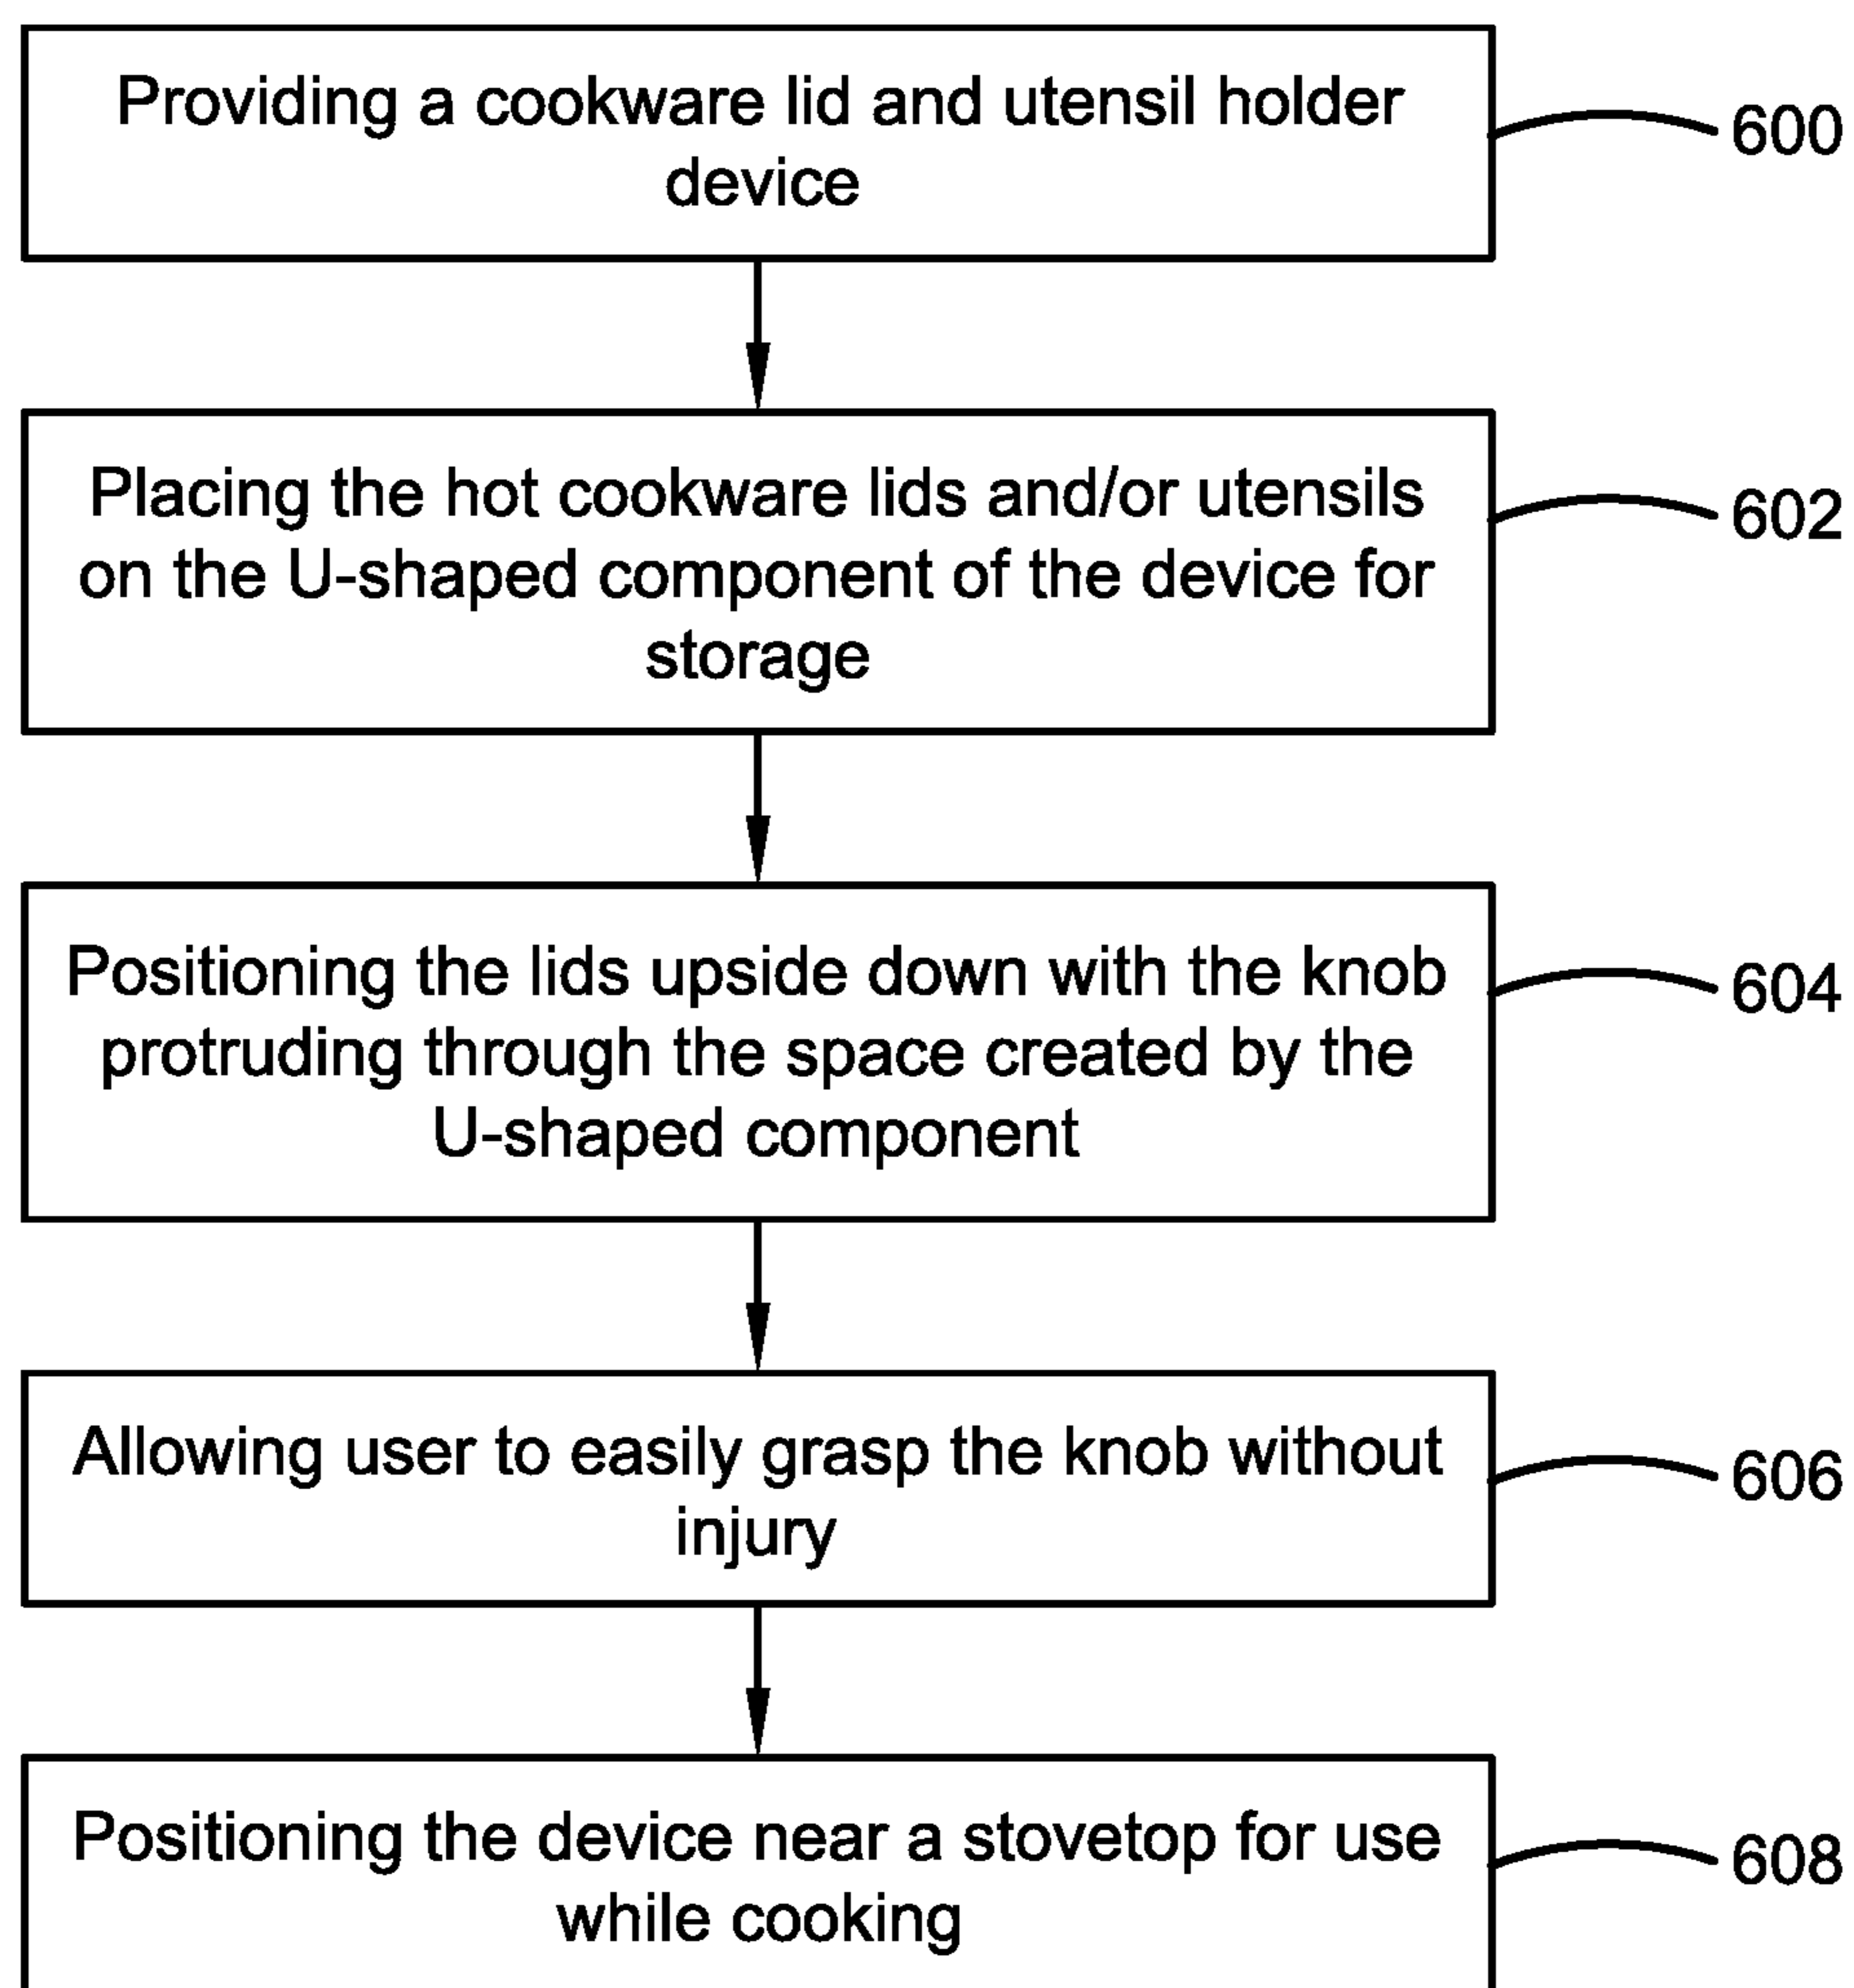 Providing a cookware lid and utensil holder
device
600
Placing the hot cookware lids and/or utensils
on the U-shaped component of the device for
storage
602
Positioning the lids upside down with the knob
protruding through the space created by the
U-shaped component
604
Allowing user to easily grasp the knob without
injury
606
Positioning the device near a stovetop for use
while cooking
608